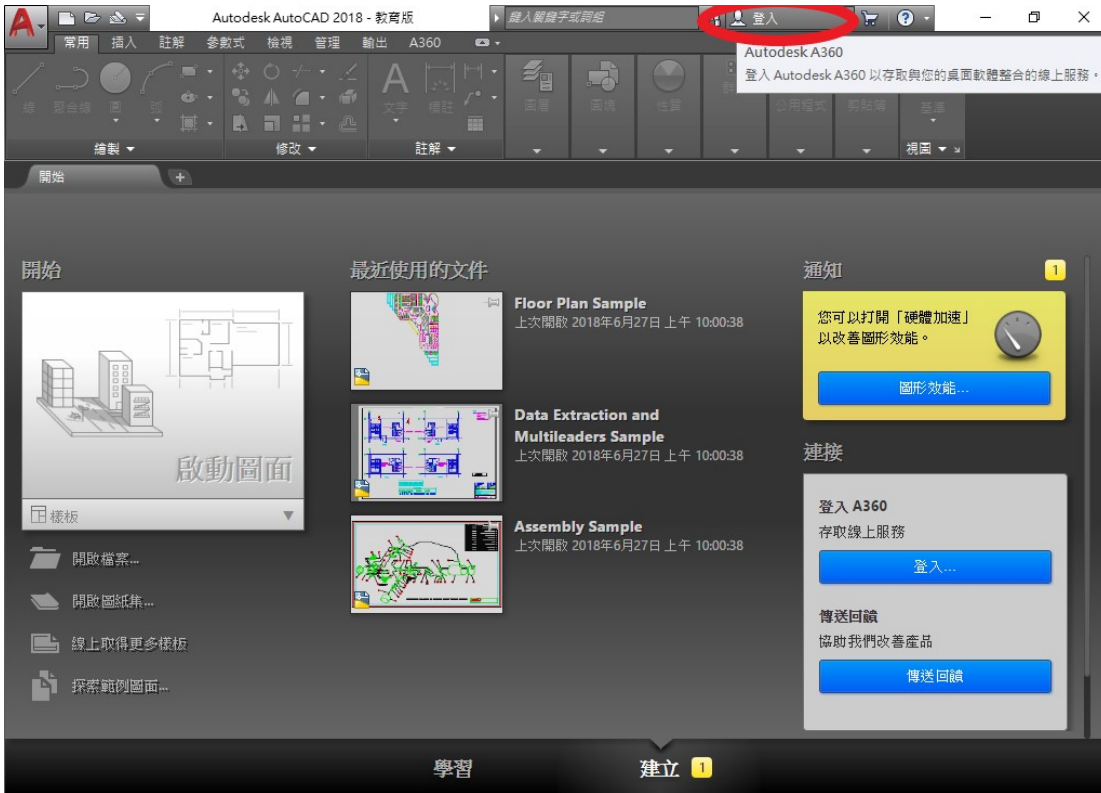 Autodesk AutoCAD 2018 - 教育版
鍵入關鍵字或詞組
登入
常用 插入 註解 參數式 檢視 管理 輸出 A360
Autodesk A360
登入 Autodesk A360 以存取與您的桌面軟體整合的線上服務。
線 聚合線 圓 弧
文字 標註
圖層 圖塊 性質 公用程式 剪貼簿 基準
繪製 修改 註解 視圖
開始
開始
啟動圖面
樣板
開啟檔案...
開啟圖紙集...
線上取得更多樣板
探索範例圖面...
最近使用的文件
Floor Plan Sample
上次開啟 2018年6月27日 上午 10:00:38
Data Extraction and
Multileaders Sample
上次開啟 2018年6月27日 上午 10:00:38
Assembly Sample
上次開啟 2018年6月27日 上午 10:00:38
通知 1
您可以打開「硬體加速」
以改善圖形效能。
圖形效能...
連接
登入 A360
存取線上服務
登入...
傳送回饋
協助我們改善產品
傳送回饋
學習 建立 1